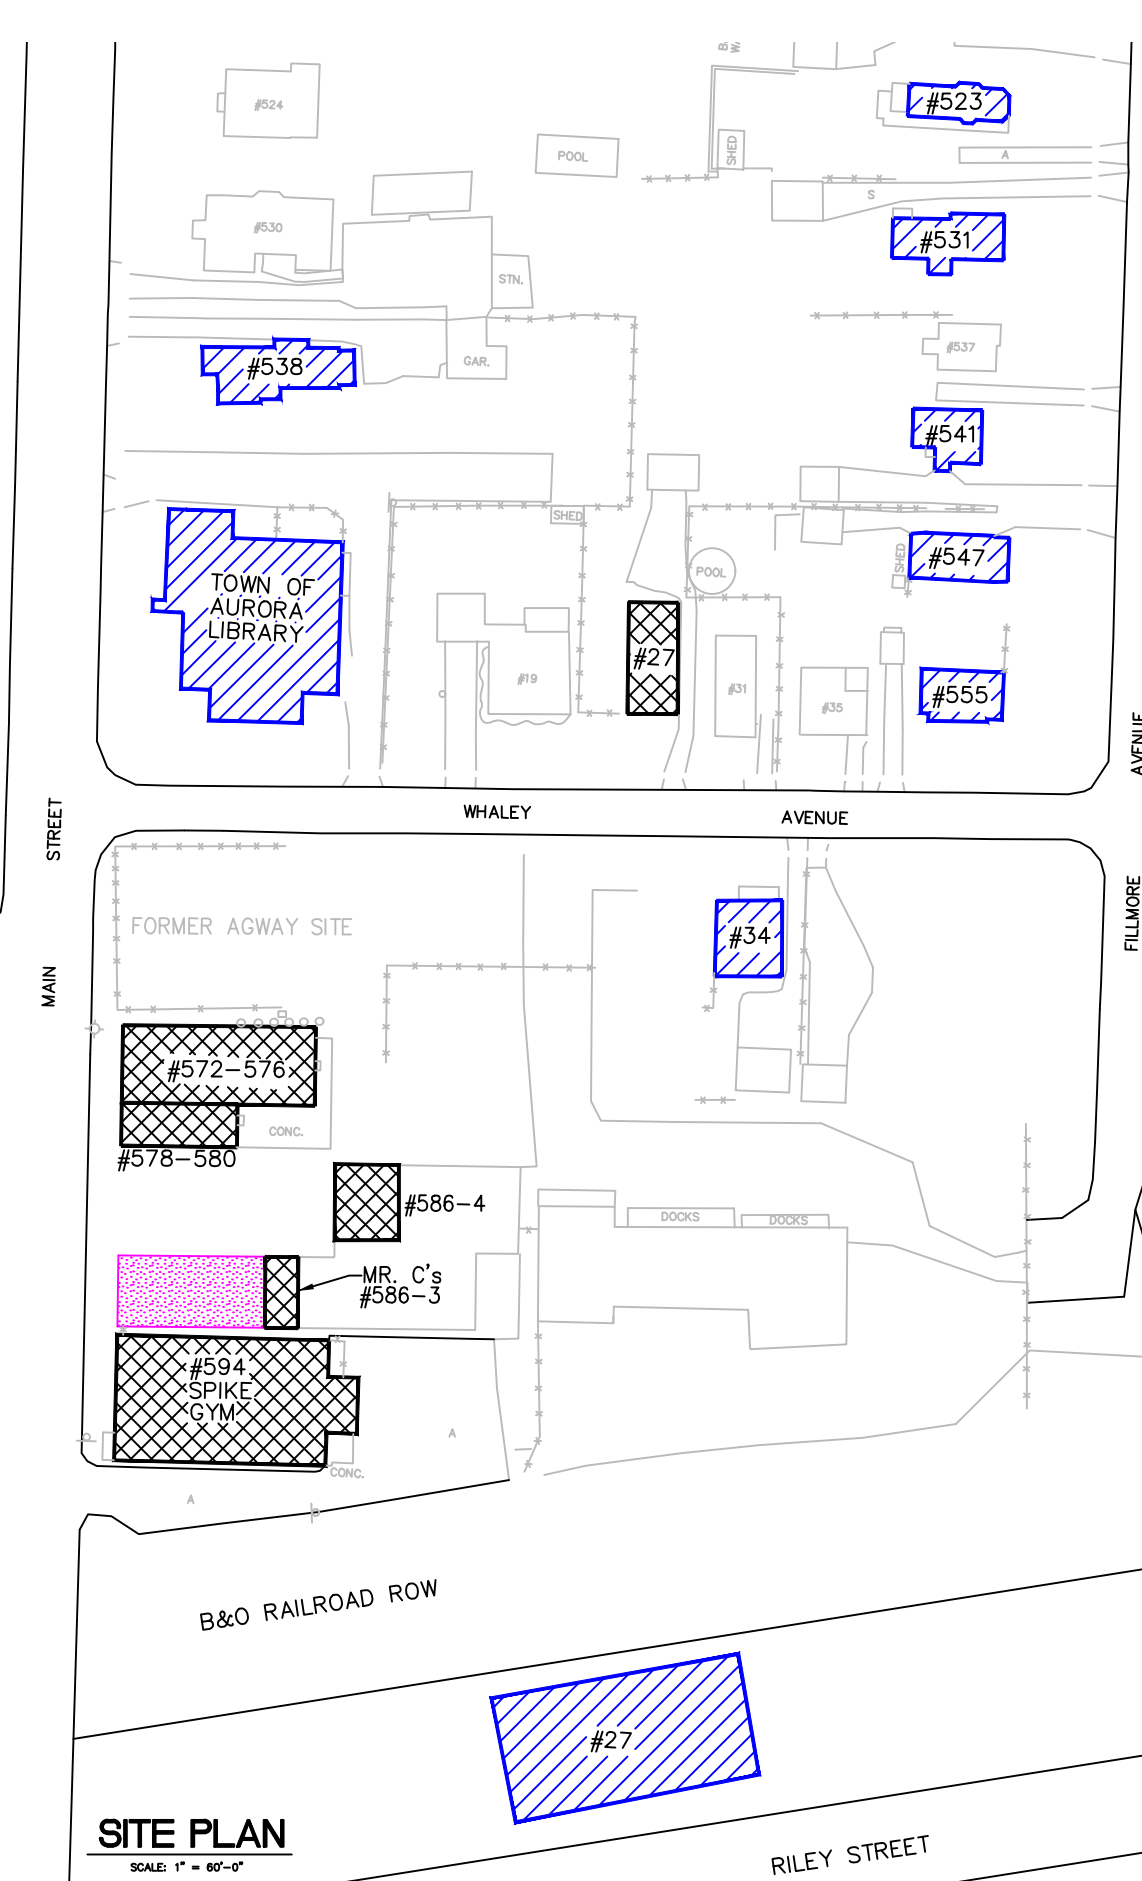 #524
#523
POOL
SHED
A
S
#530
#531
STN.
#537
GAR.
#538
#541
SHED
#547
SHED
POOL
TOWN OF
AURORA
LIBRARY
#27
#19
#31
#35
#555
AVENUE
STREET
WHALEY
AVENUE
FILLMORE
FORMER AGWAY SITE
#34
MAIN
#572-576
CONC.
#578-580
#586-4
DOCKS
DOCKS
MR. C's
#586-3
#594
SPIKE
GYM
A
CONC.
A
B&O RAILROAD ROW
#27
SITE PLAN
SCALE: 1" = 60'-0"
RILEY STREET